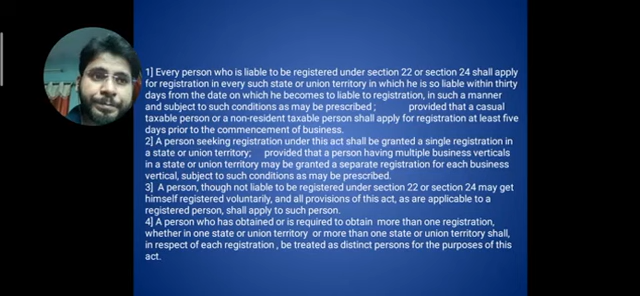 1] Every person who is liable to be registered under section 22 or section 24 shall apply
for registration in every such state or union territory in which he is so liable within thirty
days from the date on which he becomes to liable to registration, in such a manner
and subject to such conditions as may be prescribed ; provided that a casual
taxable person or a non-resident taxable person shall apply for registration at least five
days prior to the commencement of business.
2] A person seeking registration under this act shall be granted a single registration in
a state or union territory; provided that a person having multiple business verticals
in a state or union territory may be granted a separate registration for each business
vertical, subject to such conditions as may be prescribed.
3] A person, though not liable to be registered under section 22 or section 24 may get
himself registered voluntarily, and all provisions of this act, as are applicable to a
registered person, shall apply to such person.
4] A person who has obtained or is required to obtain more than one registration,
whether in one state or union territory or more than one state or union territory shall,
in respect of each registration , be treated as distinct persons for the purposes of this
act.